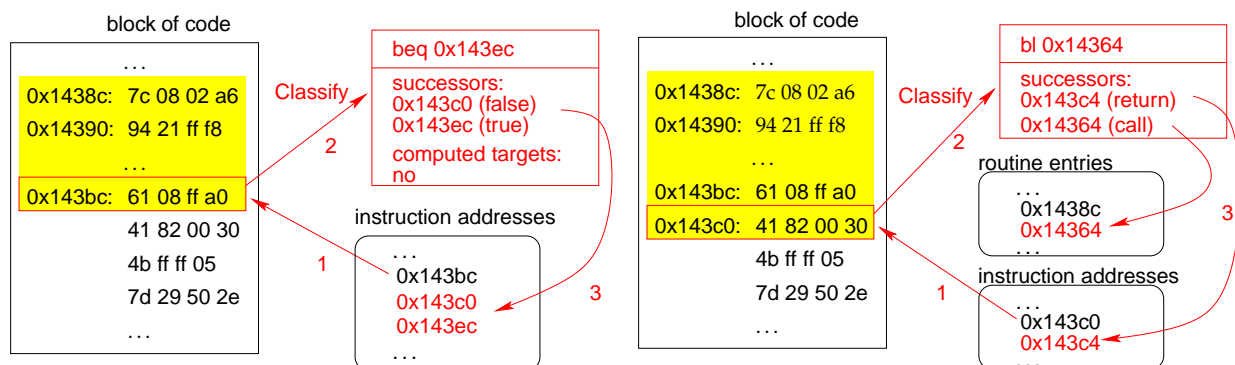 block of code
. . .
0x1438c: 7c 08 02 a6
0x14390: 94 21 ff f8
. . .
0x143bc: 61 08 ff a0
41 82 00 30
4b ff ff 05
7d 29 50 2e
. . .
Classify
2
1
beq 0x143ec
successors:
0x143c0 (false)
0x143ec (true)
computed targets:
no
instruction addresses
. . .
0x143bc
0x143c0
0x143ec
. . .
3
block of code
. . .
0x1438c: 7c 08 02 a6
0x14390: 94 21 ff f8
. . .
0x143bc: 61 08 ff a0
0x143c0: 41 82 00 30
4b ff ff 05
7d 29 50 2e
. . .
Classify
2
1
bl 0x14364
successors:
0x143c4 (return)
0x14364 (call)
routine entries
. . .
0x1438c
0x14364
. . .
3
instruction addresses
. . .
0x143c0
0x143c4
. . .